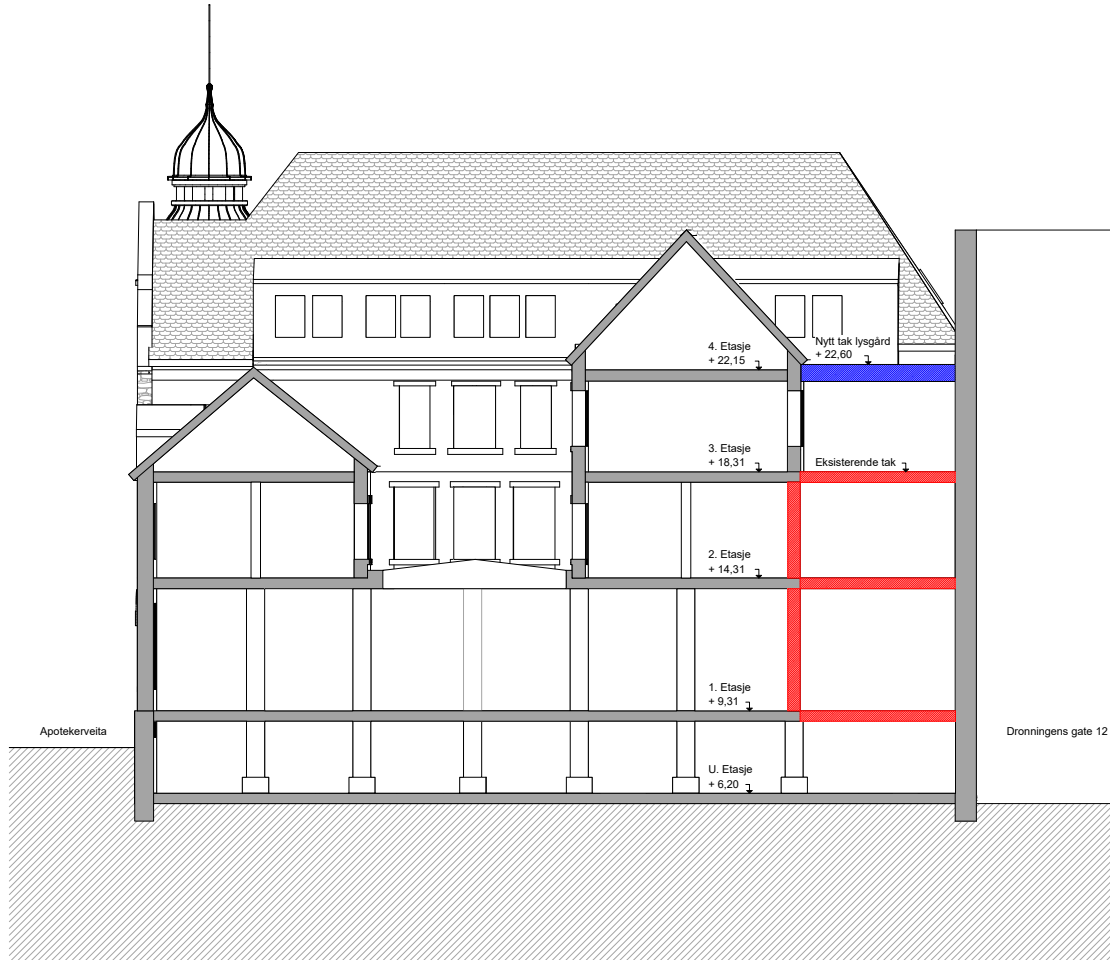 4. Etasje
+ 22,15
Nytt tak lysgård
+ 22,60
3. Etasje
+ 18,31
Eksisterende tak
2. Etasje
+ 14,31
1. Etasje
+ 9,31
Apotekerveita
Dronningens gate 12
U. Etasje
+ 6,20